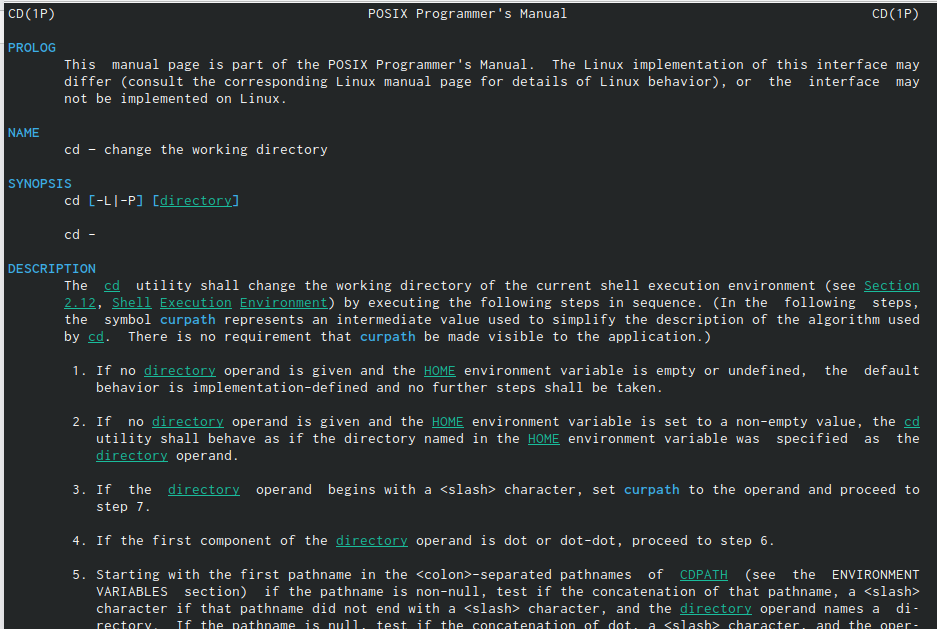 CD(1P) POSIX Programmer's Manual CD(1P)
PROLOG
This manual page is part of the POSIX Programmer's Manual. The Linux implementation of this interface may
differ (consult the corresponding Linux manual page for details of Linux behavior), or the interface may
not be implemented on Linux.
NAME
cd – change the working directory
SYNOPSIS
cd [-L|-P] [directory]
cd -
DESCRIPTION
The cd utility shall change the working directory of the current shell execution environment (see Section
2.12, Shell Execution Environment) by executing the following steps in sequence. (In the following steps,
the symbol curpath represents an intermediate value used to simplify the description of the algorithm used
by cd. There is no requirement that curpath be made visible to the application.)
1. If no directory operand is given and the HOME environment variable is empty or undefined, the default
behavior is implementation-defined and no further steps shall be taken.
2. If no directory operand is given and the HOME environment variable is set to a non-empty value, the cd
utility shall behave as if the directory named in the HOME environment variable was specified as the
directory operand.
3. If the directory operand begins with a <slash> character, set curpath to the operand and proceed to
step 7.
4. If the first component of the directory operand is dot or dot-dot, proceed to step 6.
5. Starting with the first pathname in the <colon>-separated pathnames of CDPATH (see the ENVIRONMENT
VARIABLES section) if the pathname is non-null, test if the concatenation of that pathname, a <slash>
character if that pathname did not end with a <slash> character, and the directory operand names a di-
rectory. If the pathname is null, test if the concatenation of dot, a <slash> character, and the oper-